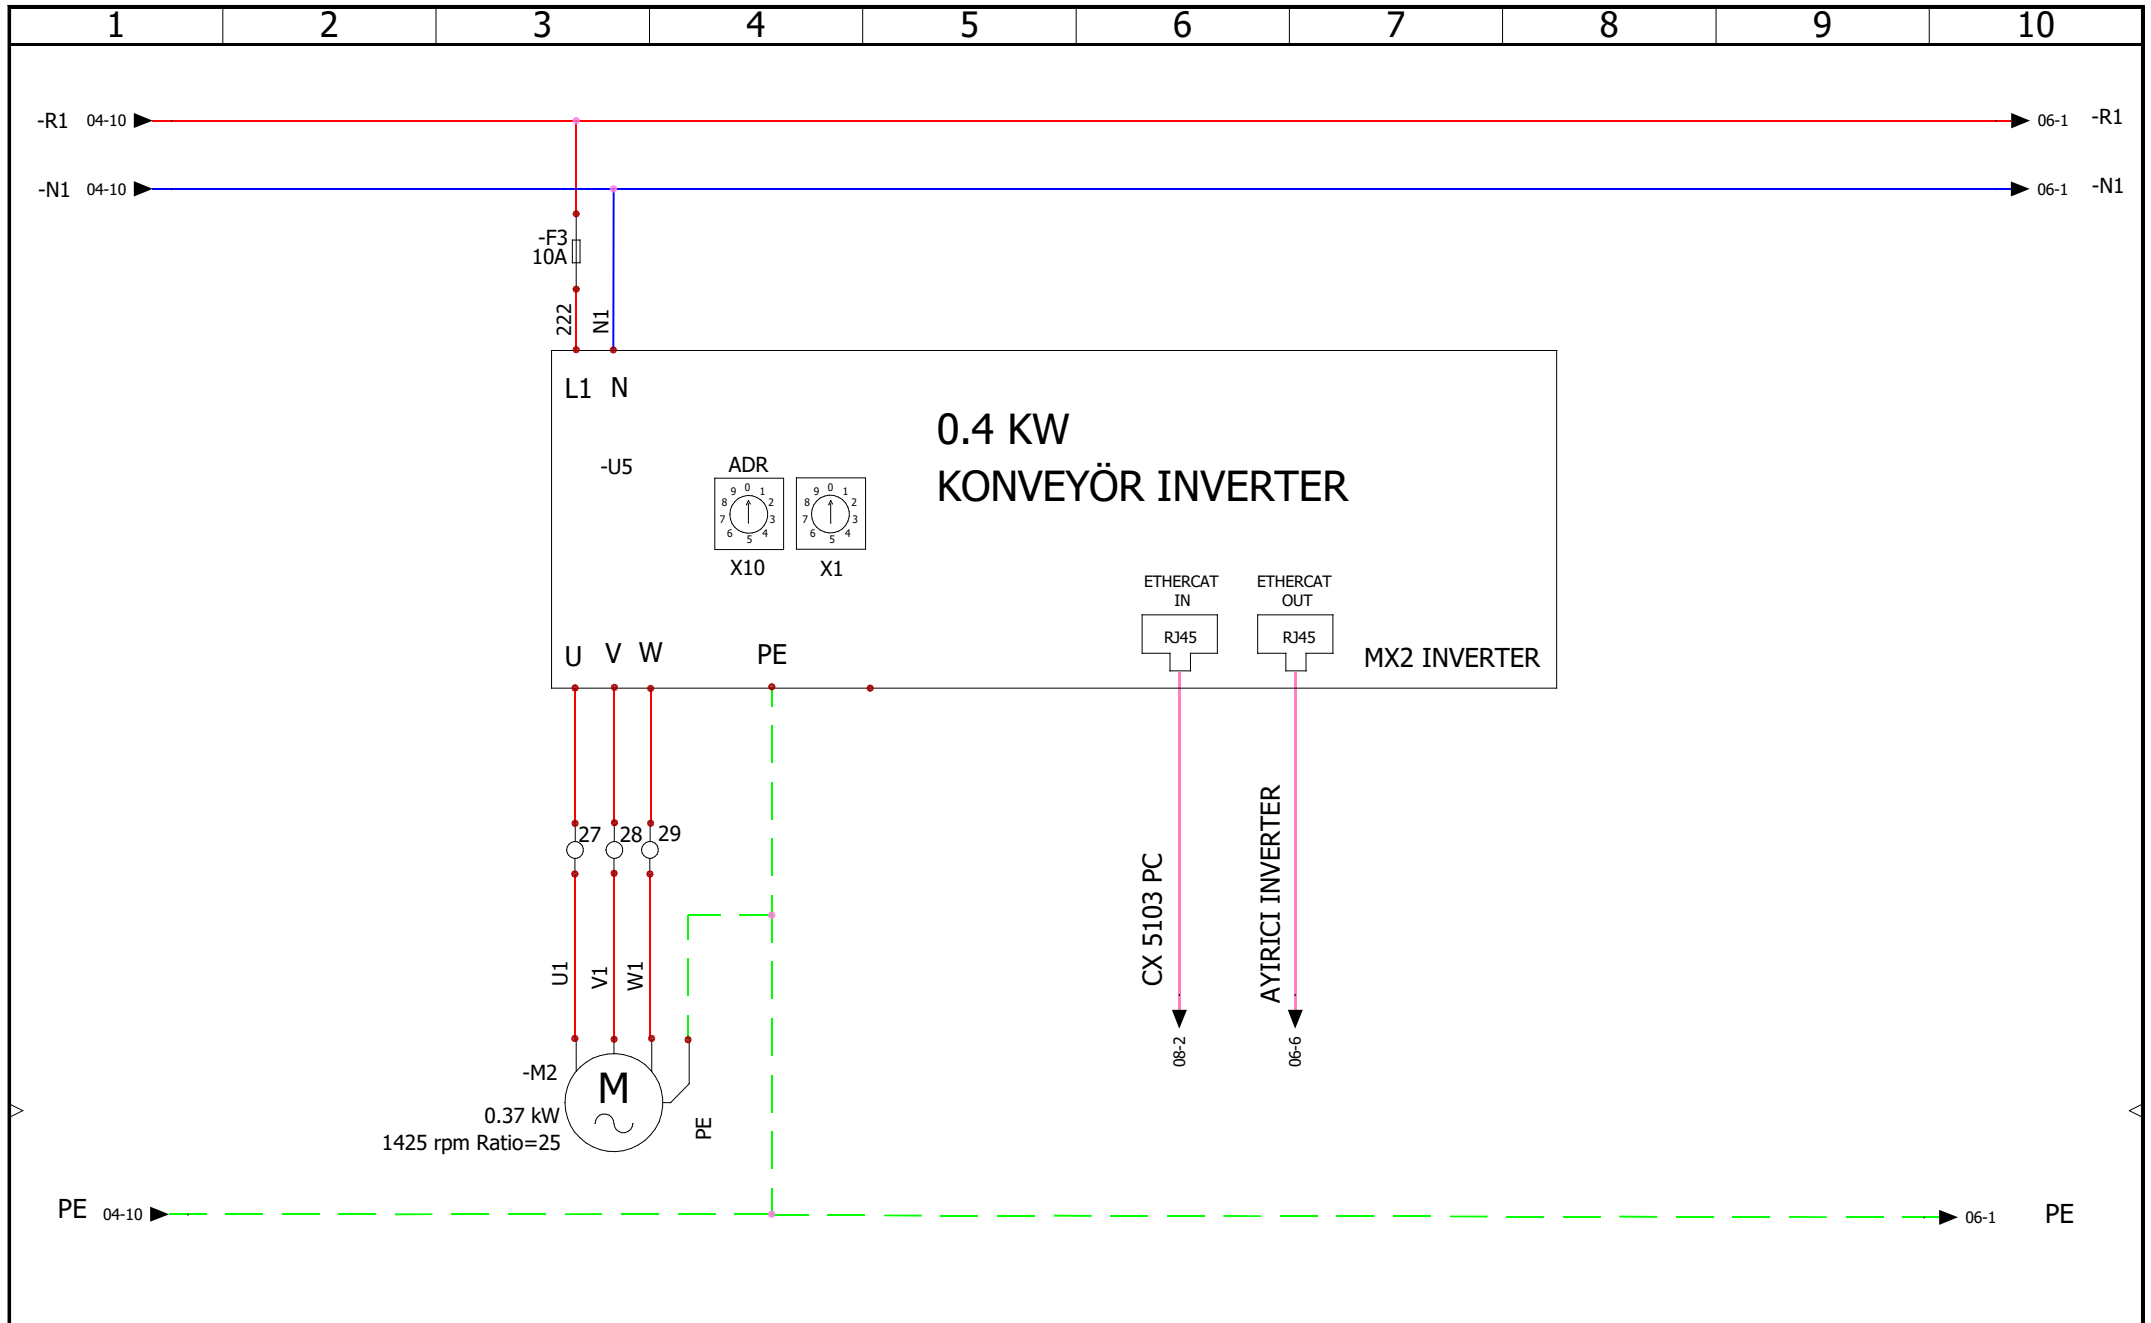 1 2 3 4 5 6 7 8 9 10
-R1 04-10 06-1 -R1
-N1 04-10 06-1 -N1
-F3
10A
222 N1
L1 N
0.4 KW
KONVEYÖR INVERTER
-U5
ADR
0 1 2 3 4 5 6 7 8 9
0 1 2 3 4 5 6 7 8 9
X10 X1
ETHERCAT
IN
ETHERCAT
OUT
RJ45 RJ45
U V W PE
MX2 INVERTER
27 28 29
CX 5103 PC
AYIRICI INVERTER
U1 V1 W1
08-2 06-6
-M2
M
0.37 kW
1425 rpm Ratio=25
PE
PE 04-10 06-1 PE